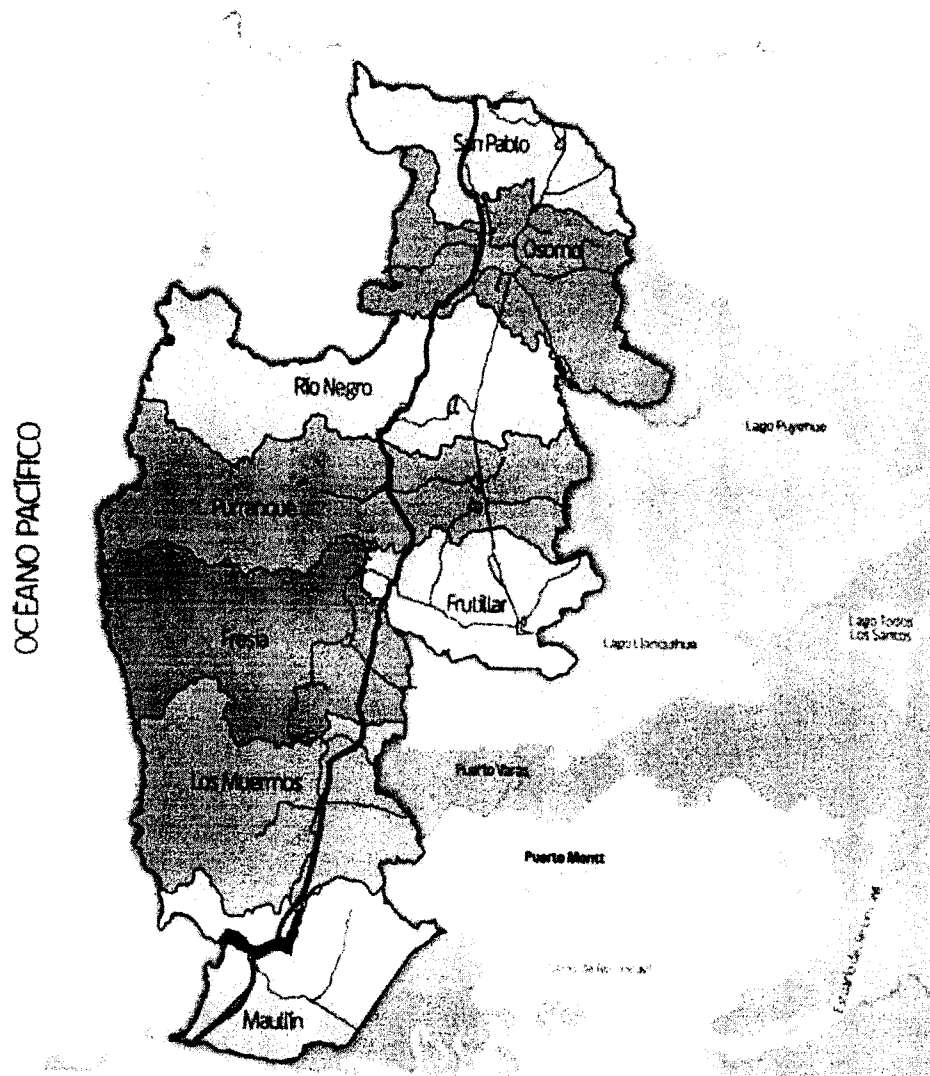 San Pablo
Osorno
Río Negro
Lago Puyehue
OCÉANO PACÍFICO
Purranque
Frutillar
Fresia
Lago Todos
Los Santos
Lago Llanquihue
Puerto Varas
Los Muermos
Puerto Montt
Maullín